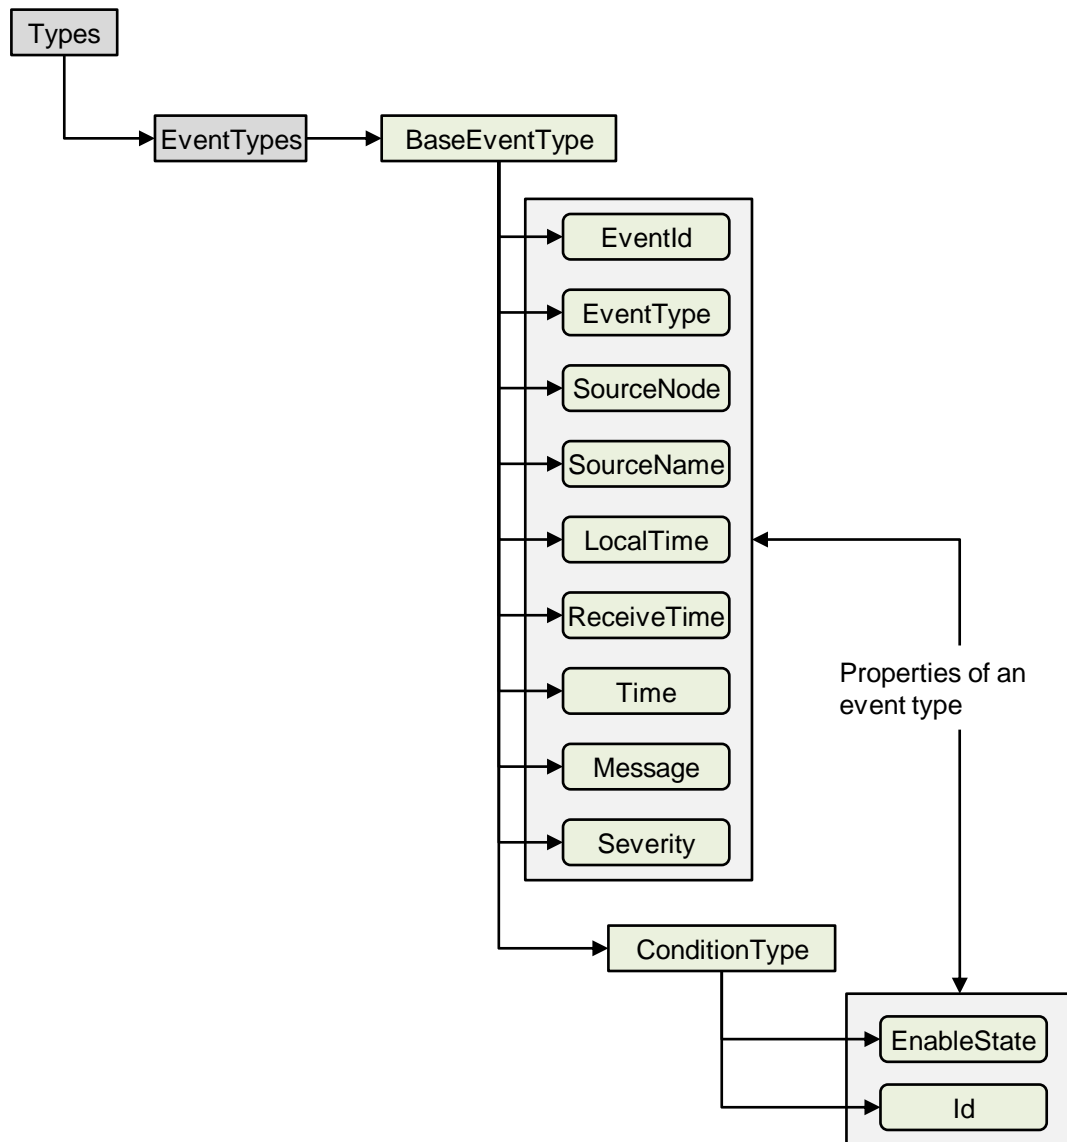 Types
EventTypes
BaseEventType
EventId
EventType
SourceNode
SourceName
LocalTime
ReceiveTime
Time
Message
Severity
Properties of an
event type
ConditionType
EnableState
Id